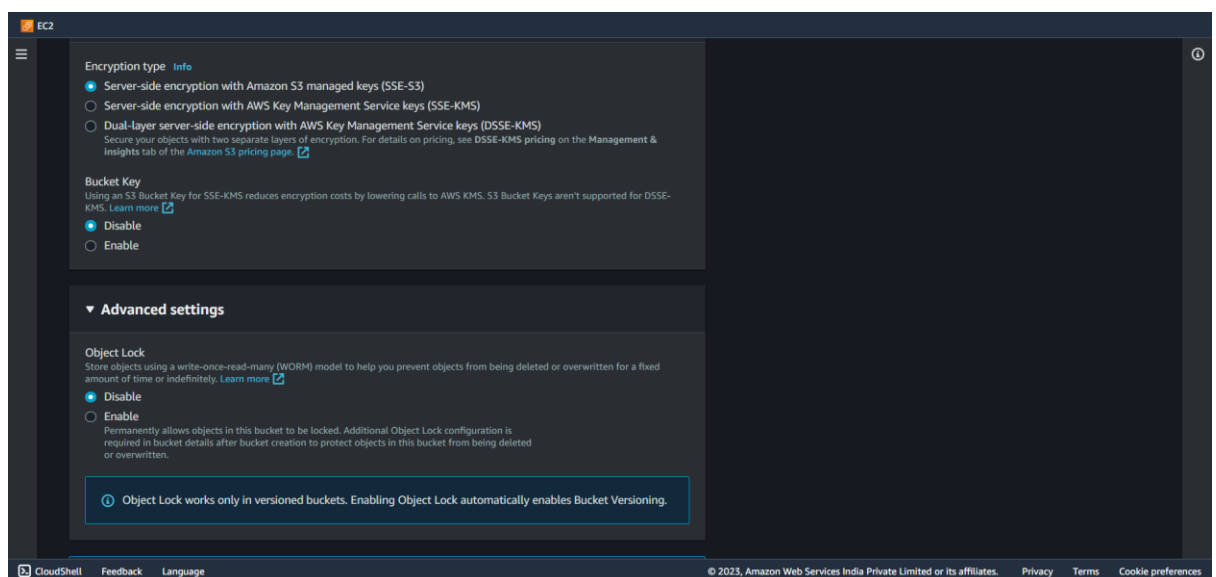 EC2
Encryption type Info
Server-side encryption with Amazon S3 managed keys (SSE-S3)
Server-side encryption with AWS Key Management Service keys (SSE-KMS)
Dual-layer server-side encryption with AWS Key Management Service keys (DSSE-KMS)
Secure your objects with two separate layers of encryption. For details on pricing, see DSSE-KMS pricing on the Management &
insights tab of the Amazon S3 pricing page.
Bucket Key
Using an S3 Bucket Key for SSE-KMS reduces encryption costs by lowering calls to AWS KMS. S3 Bucket Keys aren't supported for DSSE-
KMS. Learn more
Disable
Enable
Advanced settings
Object Lock
Store objects using a write-once-read-many (WORM) model to help you prevent objects from being deleted or overwritten for a fixed
amount of time or indefinitely. Learn more
Disable
Enable
Permanently allows objects in this bucket to be locked. Additional Object Lock configuration is
required in bucket details after bucket creation to protect objects in this bucket from being deleted
or overwritten.
Object Lock works only in versioned buckets. Enabling Object Lock automatically enables Bucket Versioning.
CloudShell Feedback Language © 2023, Amazon Web Services India Private Limited or its affiliates. Privacy Terms Cookie preferences